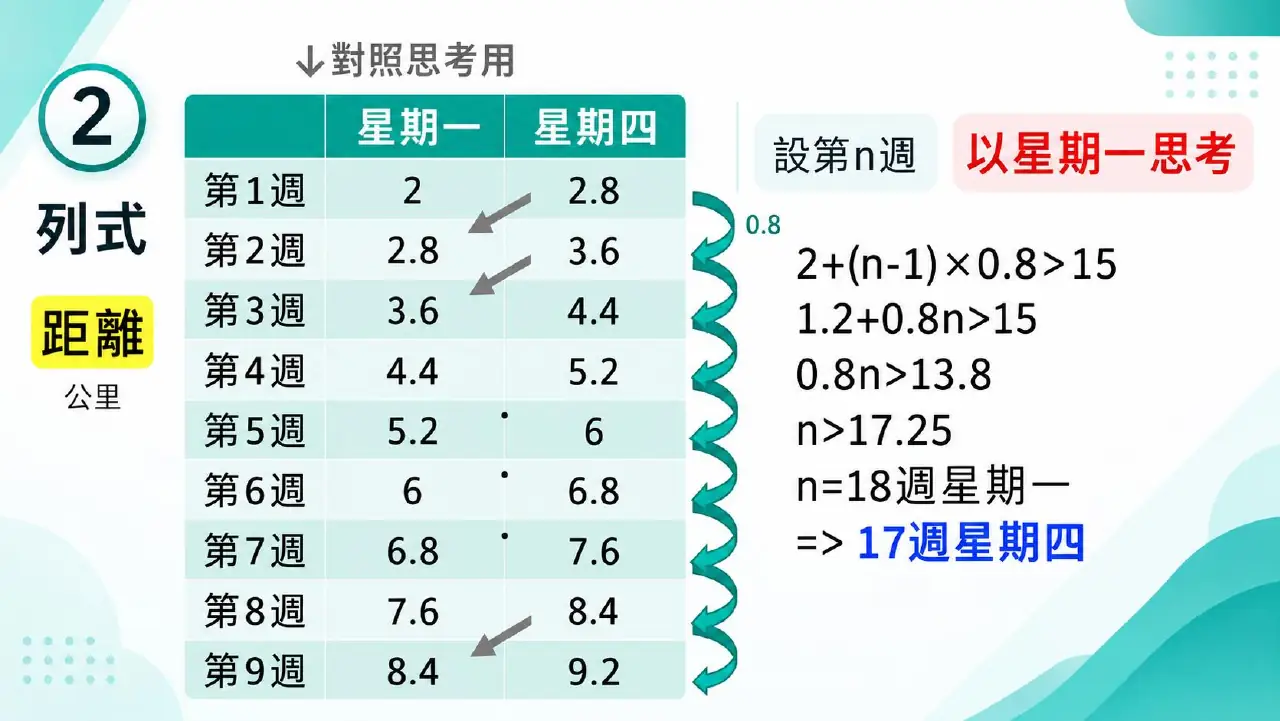 2
列式
距離
公里
↓對照思考用
星期一 星期四
第1週 2 2.8
第2週 2.8 3.6
第3週 3.6 4.4
第4週 4.4 5.2
第5週 5.2 6
第6週 6 6.8
第7週 6.8 7.6
第8週 7.6 8.4
第9週 8.4 9.2
0.8
設第n週 以星期一思考
2+(n-1)×0.8>15
1.2+0.8n>15
0.8n>13.8
n>17.25
n=18週星期一
=> 17週星期四